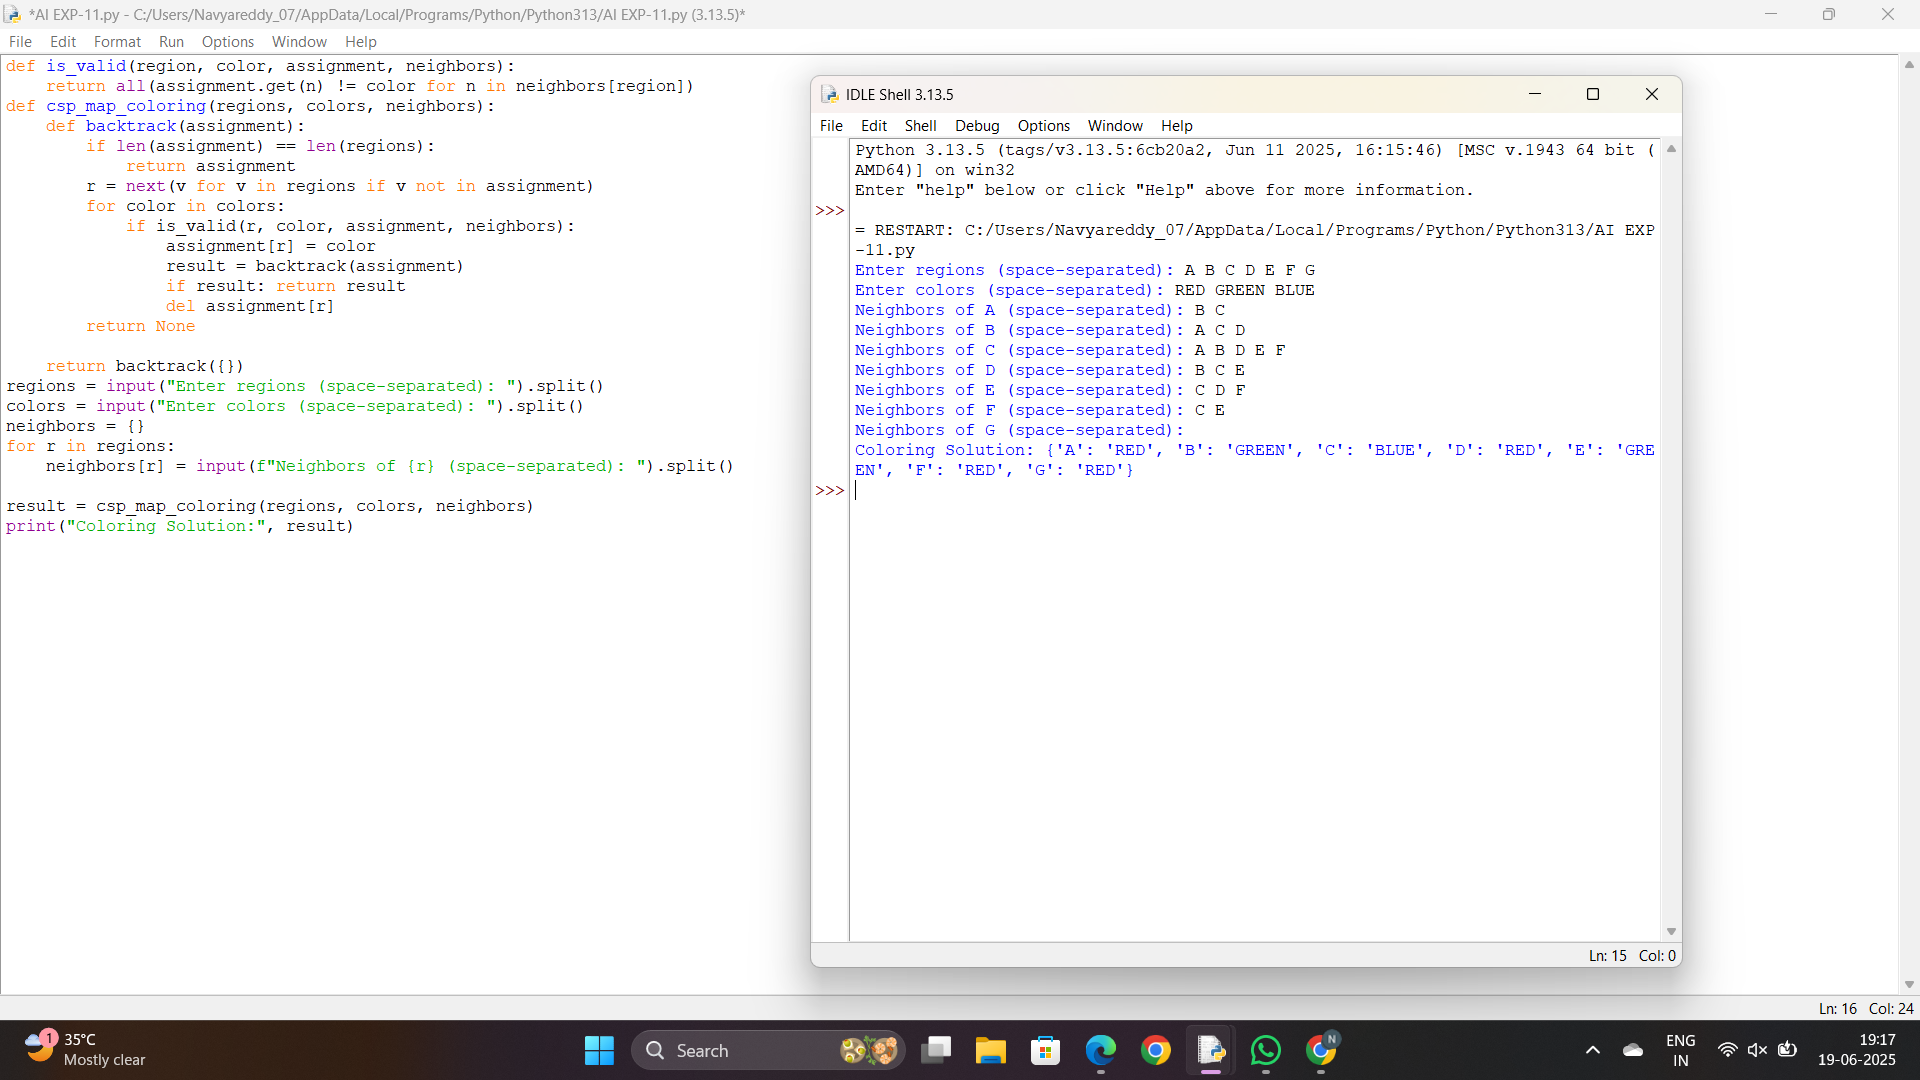 *AI EXP-11.py - C:/Users/Navyareddy_07/AppData/Local/Programs/Python/Python313/AI EXP-11.py (3.13.5)*
File Edit Format Run Options Window Help
def is_valid(region, color, assignment, neighbors):
    return all(assignment.get(n) != color for n in neighbors[region])
def csp_map_coloring(regions, colors, neighbors):
    def backtrack(assignment):
        if len(assignment) == len(regions):
            return assignment
        r = next(v for v in regions if v not in assignment)
        for color in colors:
            if is_valid(r, color, assignment, neighbors):
                assignment[r] = color
                result = backtrack(assignment)
                if result: return result
                del assignment[r]
        return None
    return backtrack({})
regions = input("Enter regions (space-separated): ").split()
colors = input("Enter colors (space-separated): ").split()
neighbors = {}
for r in regions:
    neighbors[r] = input(f"Neighbors of {r} (space-separated): ").split()
result = csp_map_coloring(regions, colors, neighbors)
print("Coloring Solution:", result)
IDLE Shell 3.13.5
File Edit Shell Debug Options Window Help
Python 3.13.5 (tags/v3.13.5:6cb20a2, Jun 11 2025, 16:15:46) [MSC v.1943 64 bit (
AMD64)] on win32
Enter "help" below or click "Help" above for more information.
>>>
= RESTART: C:/Users/Navyareddy_07/AppData/Local/Programs/Python/Python313/AI EXP
-11.py
Enter regions (space-separated): A B C D E F G
Enter colors (space-separated): RED GREEN BLUE
Neighbors of A (space-separated): B C
Neighbors of B (space-separated): A C D
Neighbors of C (space-separated): A B D E F
Neighbors of D (space-separated): B C E
Neighbors of E (space-separated): C D F
Neighbors of F (space-separated): C E
Neighbors of G (space-separated):
Coloring Solution: {'A': 'RED', 'B': 'GREEN', 'C': 'BLUE', 'D': 'RED', 'E': 'GRE
EN', 'F': 'RED', 'G': 'RED'}
>>>
Ln: 15 Col: 0
Ln: 16 Col: 24
1
35°C
Mostly clear
Search
N
ENG
IN
19:17
19-06-2025